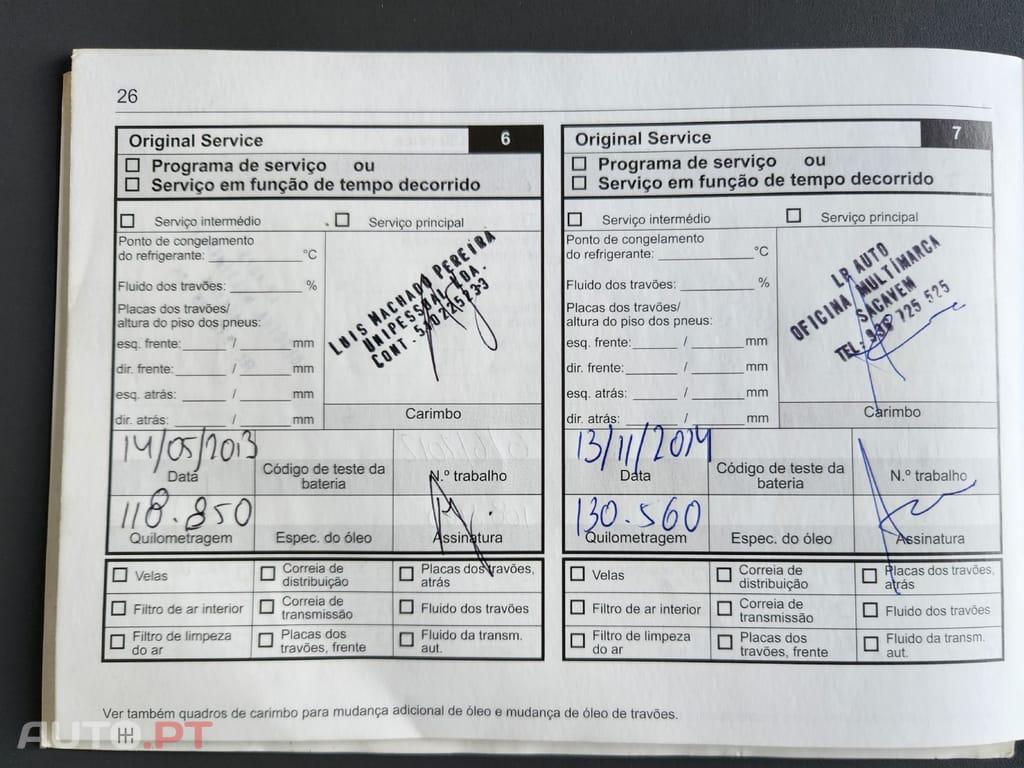 26
Original Service 6
Programa de serviço ou
Serviço em função de tempo decorrido
Serviço intermédio Serviço principal
Ponto de congelamento
do refrigerante: °C
Fluido dos travões: %
Placas dos travões/
altura do piso dos pneus:
esq. frente: / mm
dir. frente: / mm
esq. atrás: / mm
dir. atrás: / mm
LUIS MACHADO PEREIRA
UNIPESSOAL LDA.
CONT. 510225233
Carimbo
14/05/2013
Data
Código de teste da
bateria
N.º trabalho
118.850
Quilometragem
Espec. do óleo
Assinatura
Velas
Correia de
distribuição
Placas dos travões,
atrás
Filtro de ar interior
Correia de
transmissão
Fluido dos travões
Filtro de limpeza
do ar
Placas dos
travões, frente
Fluido da transm.
aut.
Original Service 7
Programa de serviço ou
Serviço em função de tempo decorrido
Serviço intermédio Serviço principal
Ponto de congelamento
do refrigerante: °C
Fluido dos travões: %
Placas dos travões/
altura do piso dos pneus:
esq. frente: / mm
dir. frente: / mm
esq. atrás: / mm
dir. atrás: / mm
LP AUTO
OFICINA MULTIMARCA
SACAVEM
TEL. 938 725 525
Carimbo
13/11/2014
Data
Código de teste da
bateria
N.º trabalho
130.560
Quilometragem
Espec. do óleo
Assinatura
Velas
Correia de
distribuição
Placas dos travões,
atrás
Filtro de ar interior
Correia de
transmissão
Fluido dos travões
Filtro de limpeza
do ar
Placas dos
travões, frente
Fluido da transm.
aut.
Ver também quadros de carimbo para mudança adicional de óleo e mudança de óleo de travões.
AUTO.PT